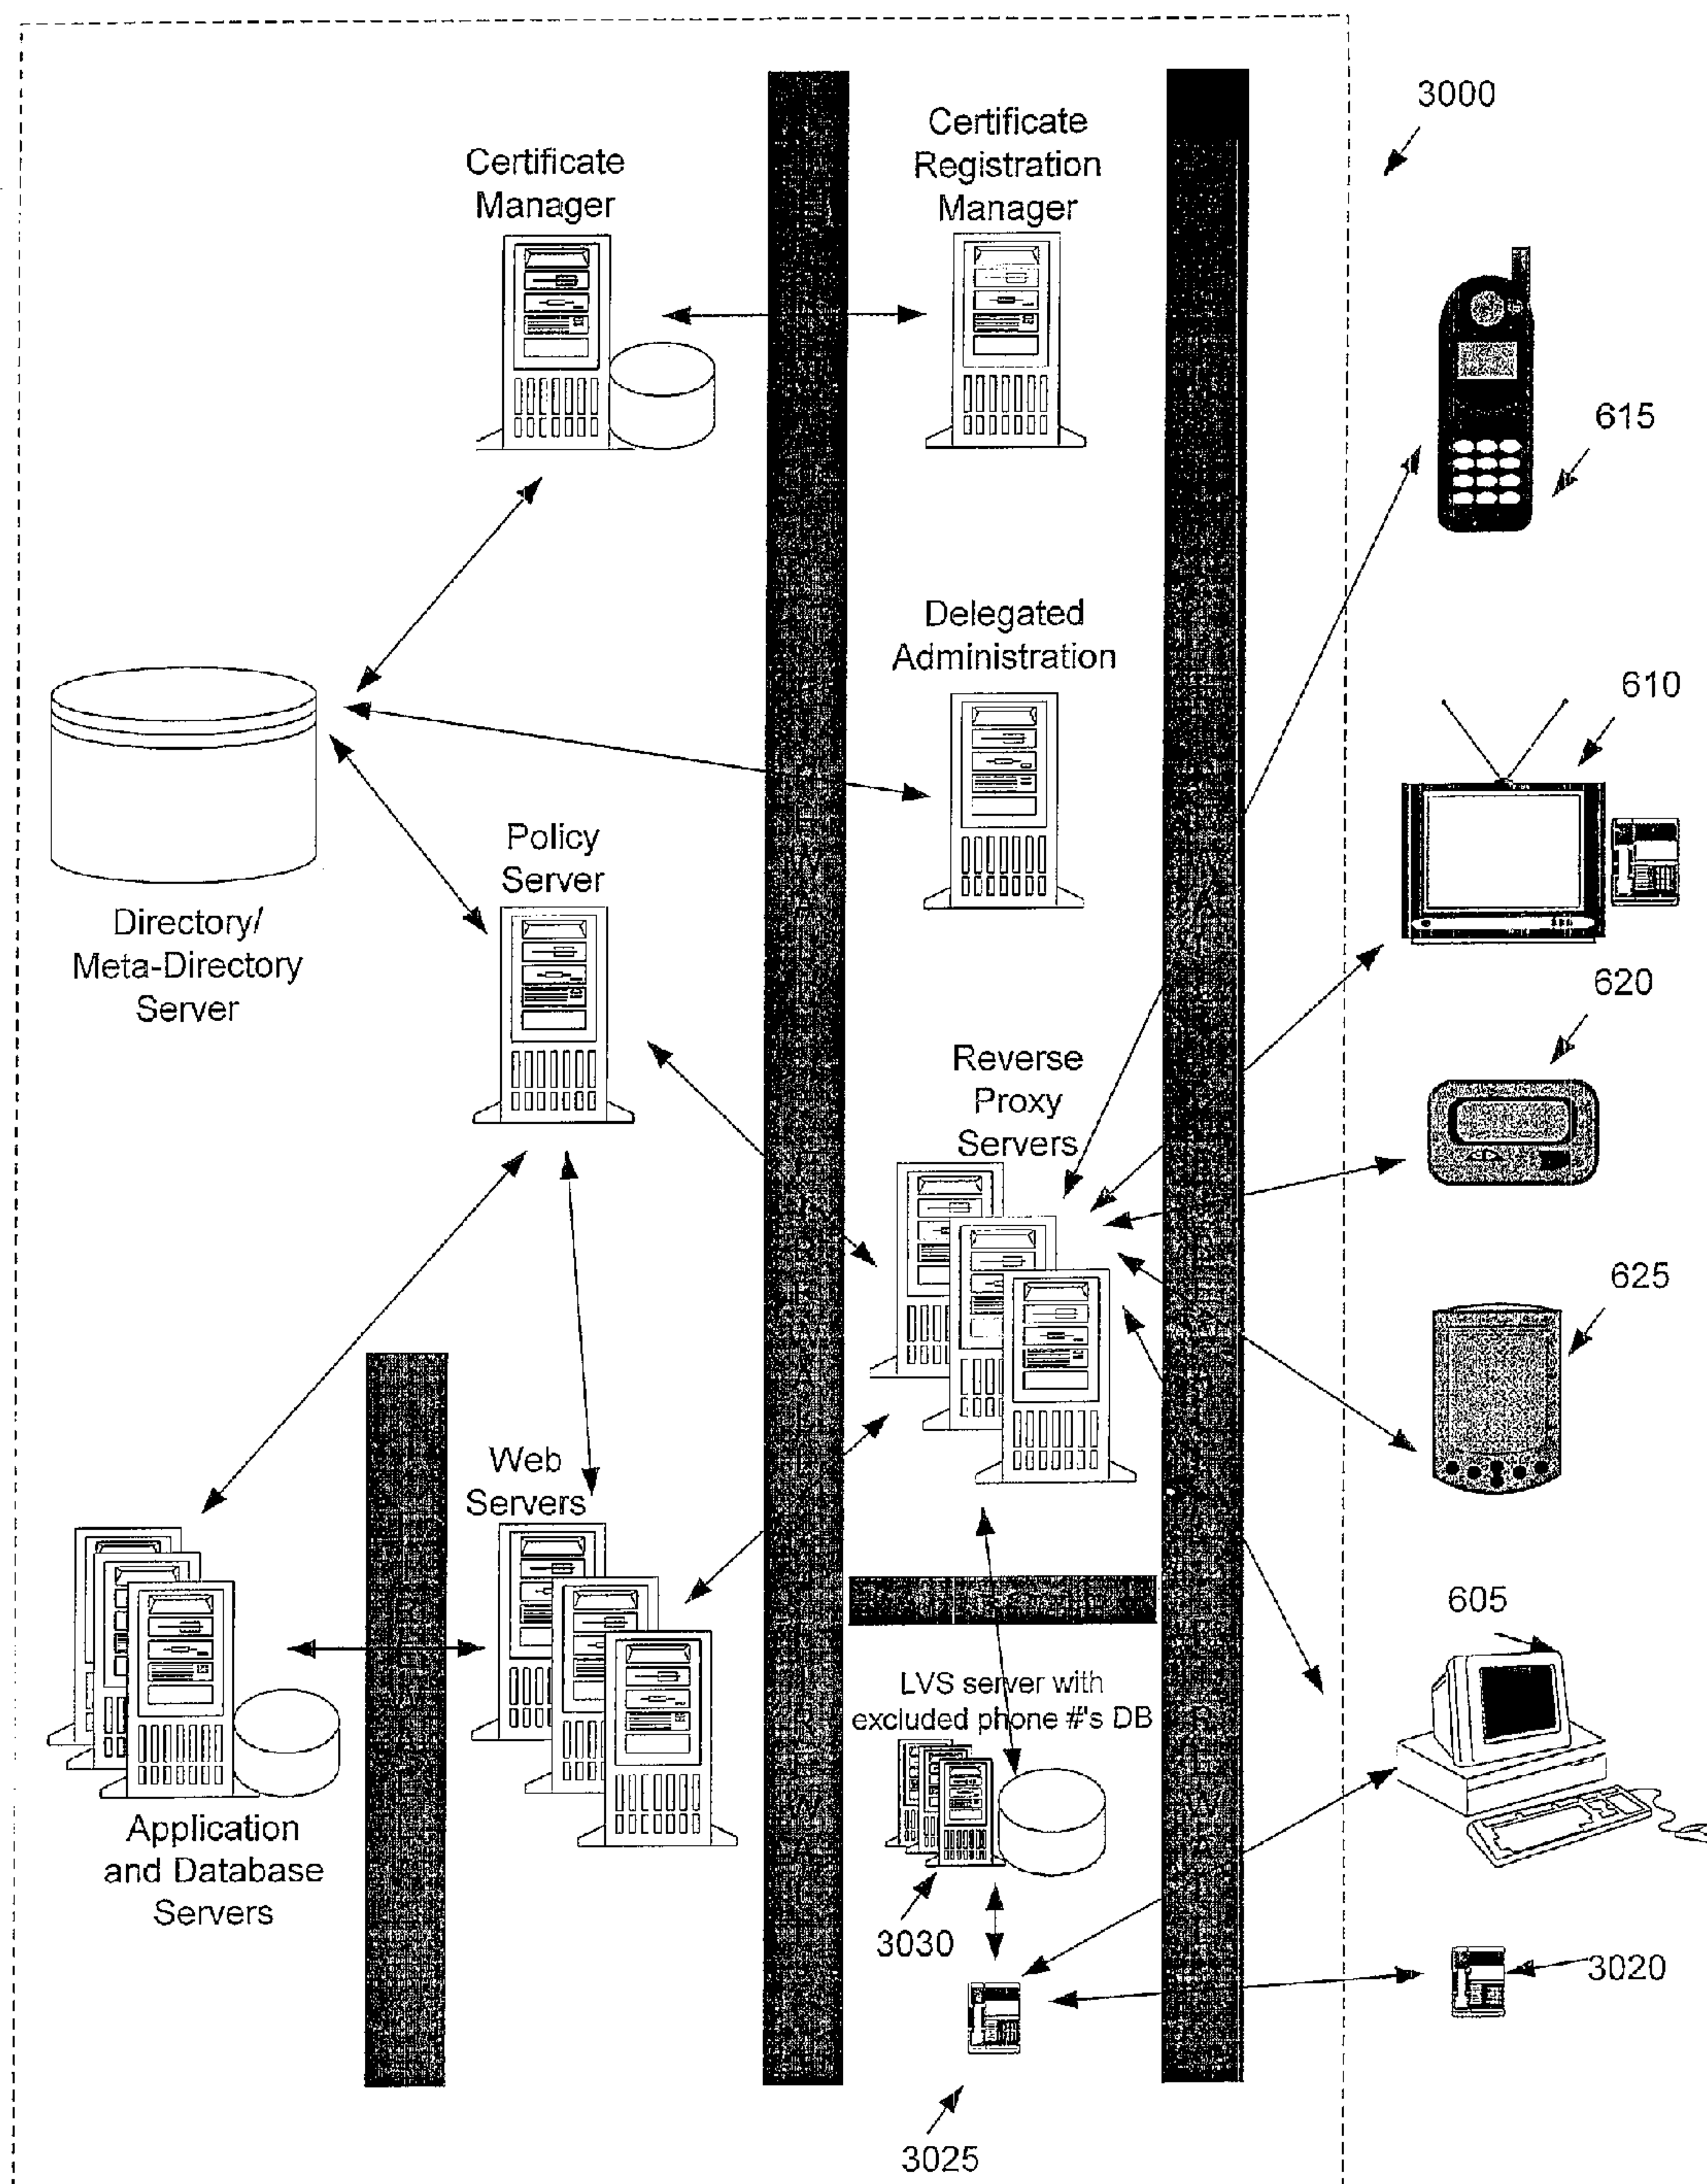 3000
Certificate
Manager
Certificate
Registration
Manager
615
Delegated
Administration
610
Policy
Server
Directory/
Meta-Directory
Server
620
Reverse
Proxy
Servers
625
Web
Servers
605
LVS server with
excluded phone #'s DB
Application
and Database
Servers
3030
3020
3025